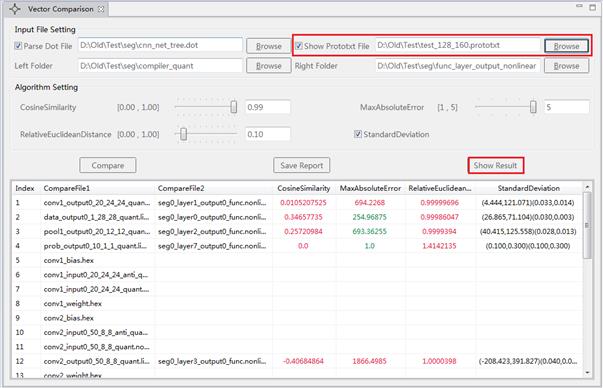 Vector Comparison
Input File Setting
Parse Dot File D:\Old\Test\seg\cnn_net_tree.dot Browse Show Prototxt File D:\Old\Test\test_128_160.prototxt Browse
Left Folder D:\Old\Test\seg\compiler_quant Browse Right Folder D:\Old\Test\seg\func_layer_output_nonlinear Browse
Algorithm Setting
CosineSimilarity [0.00 , 1.00] 0.99 MaxAbsoluteError [1 , 5] 5
RelativeEuclideanDistance [0.00 , 1.00] 0.10 StandardDeviation
Compare Save Report Show Result
Index CompareFile1 CompareFile2 CosineSimilarity MaxAbsoluteError RelativeEuclidean... StandardDeviation
1 conv1_output0_20_24_24_quan... seg0_layer1_output0_func.nonli... 0.0105207525 694.2268 0.99999696 (4.444,121.071)(0.033,0.014)
2 data_output0_1_28_28_quant.li... seg0_layer0_output0_func.nonli... 0.34657735 254.96875 0.99986047 (26.865,71.104)(0.030,0.003)
3 pool1_output0_20_12_12_quan... seg0_layer2_output0_func.nonli... 0.25720984 693.36255 0.9999394 (40.415,125.558)(0.028,0.013)
4 prob_output0_10_1_1_quant.li... seg0_layer7_output0_func.nonli... 0.0 1.0 1.4142135 (0.100,0.300)(0.100,0.300)
5 conv1_bias.hex
6 conv1_input0_20_24_24_anti_q...
7 conv1_input0_20_24_24_quant....
8 conv1_weight.hex
9 conv2_bias.hex
10 conv2_input0_50_8_8_anti_qua...
11 conv2_input0_50_8_8_quant.no...
12 conv2_output0_50_8_8_quant.li... seg0_layer3_output0_func.nonli... -0.40684864 1866.4985 1.0000398 (-208.423,391.827)(0.040,0.0...
13 conv2_weight.hex